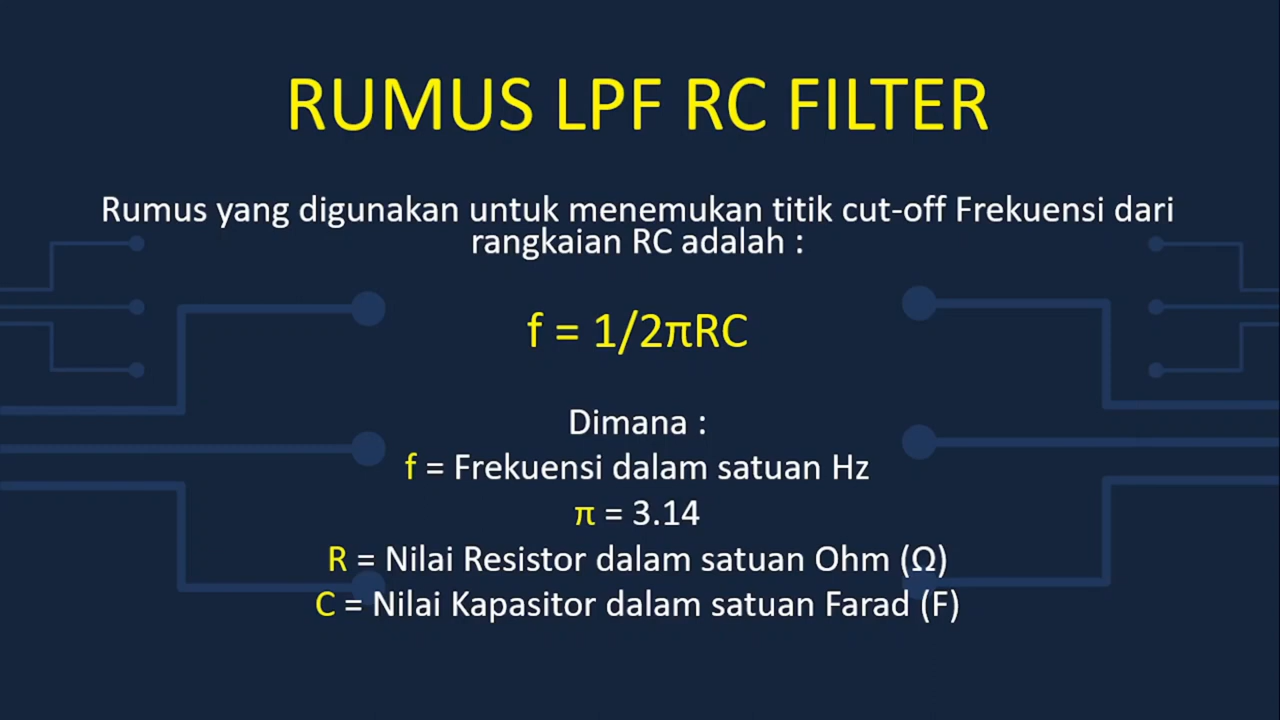 RUMUS LPF RC FILTER
Rumus yang digunakan untuk menemukan titik cut-off Frekuensi dari
rangkaian RC adalah :
f = 1/2πRC
Dimana :
f = Frekuensi dalam satuan Hz
π = 3.14
R = Nilai Resistor dalam satuan Ohm (Ω)
C = Nilai Kapasitor dalam satuan Farad (F)